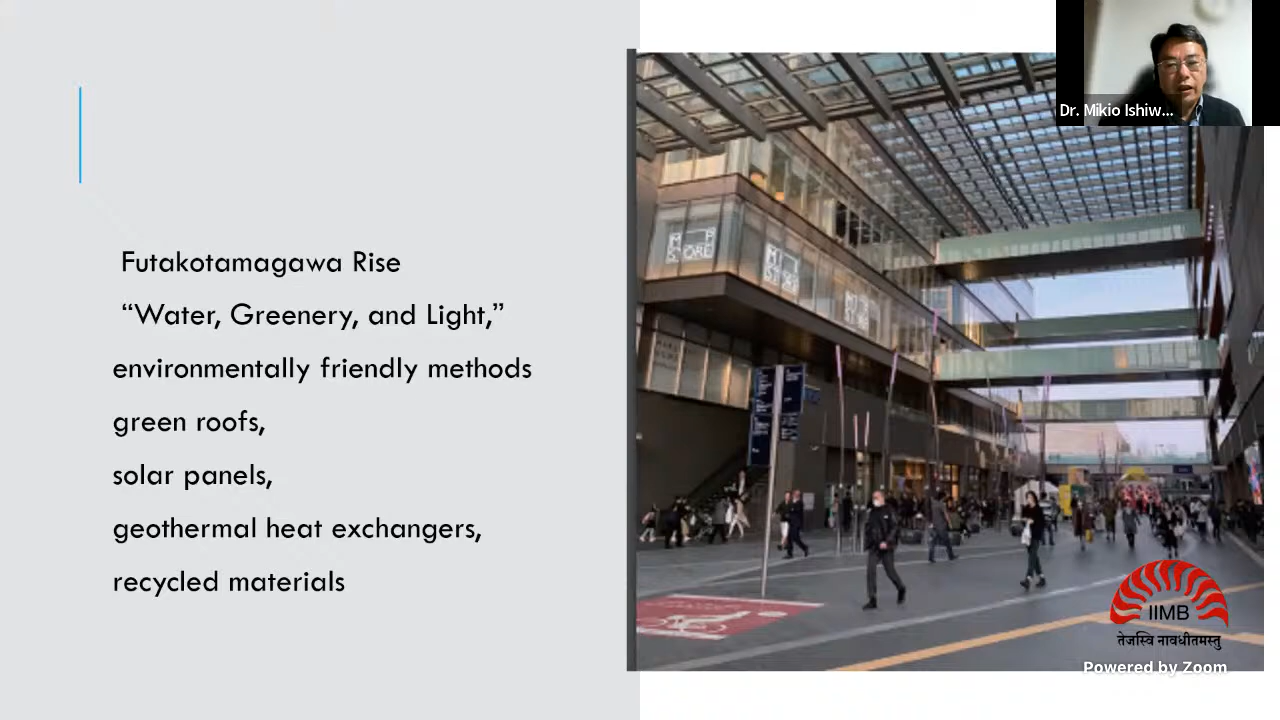 Dr. Mikio Ishiw...
Futakotamagawa Rise
“Water, Greenery, and Light,”
environmentally friendly methods
green roofs,
solar panels,
geothermal heat exchangers,
recycled materials
IIMB
तेजस्वि नावधीतमस्तु
Powered by Zoom